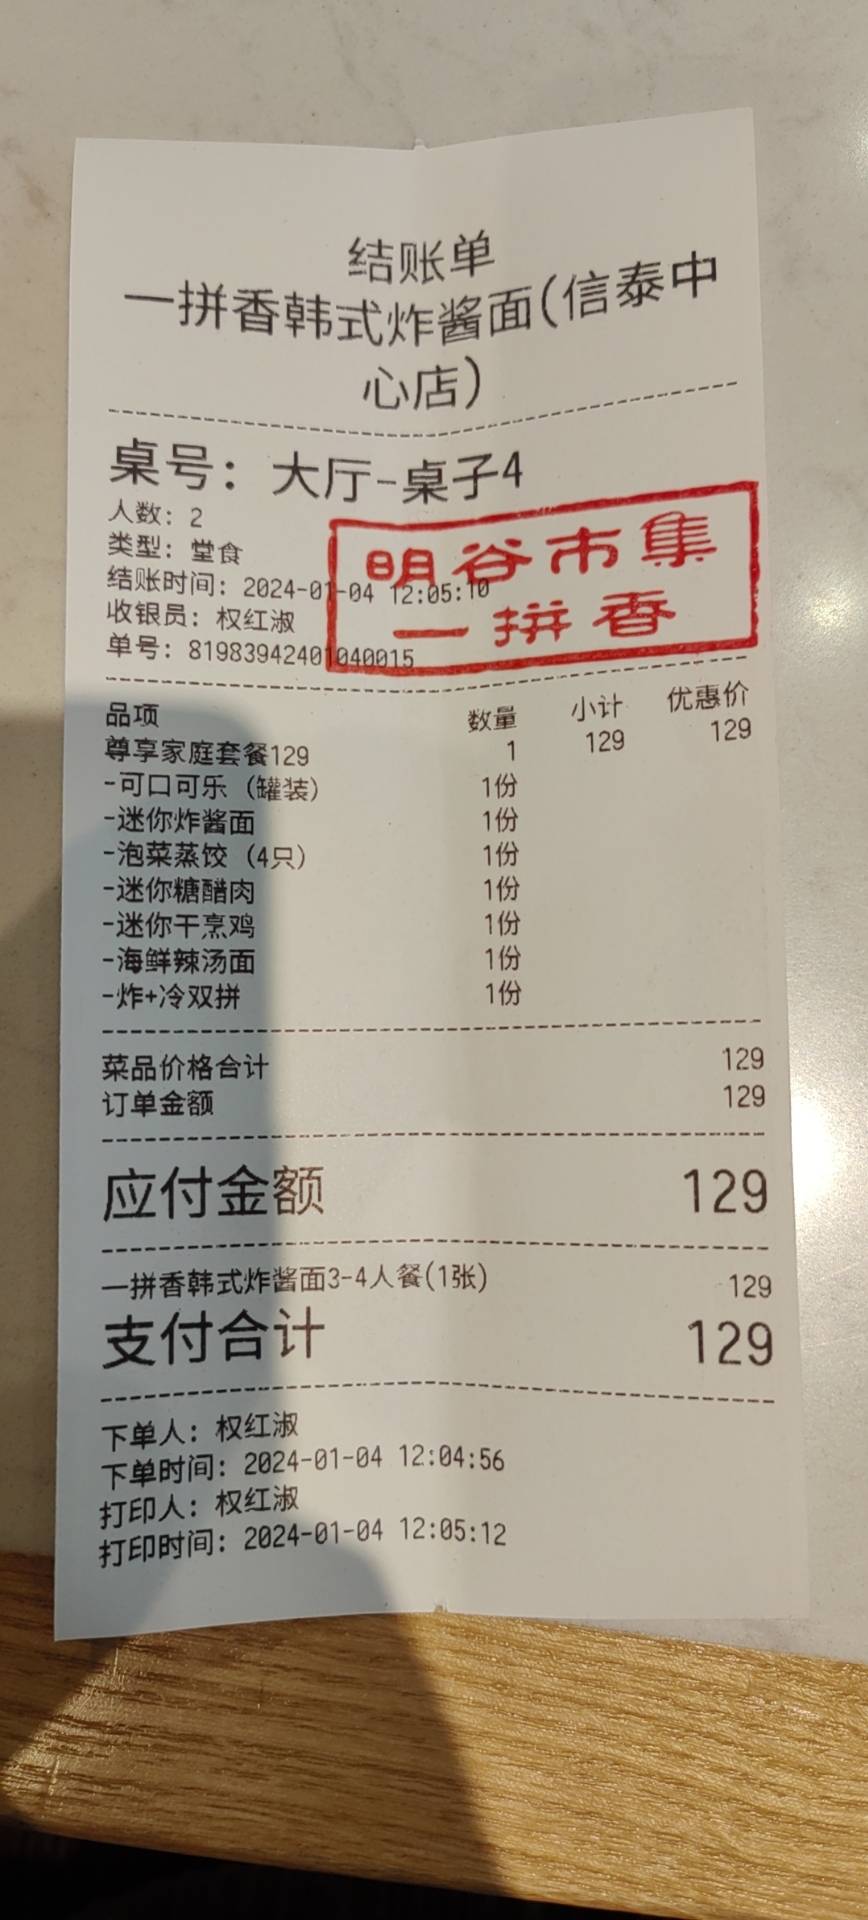 结账单
一拼香韩式炸酱面(信泰中
心店)
桌号: 大厅-桌子4
人数: 2
类型: 堂食
结账时间: 2024-01-04 12:05:10
收银员: 权红淑
单号: 81983942401040015
明谷市集
一拼香
品项 数量 小计 优惠价
尊享家庭套餐129 1 129 129
-可口可乐 (罐装) 1份
-迷你炸酱面 1份
-泡菜蒸饺 (4只) 1份
-迷你糖醋肉 1份
-迷你干烹鸡 1份
-海鲜辣汤面 1份
-炸+冷双拼 1份
菜品价格合计 129
订单金额 129
应付金额 129
一拼香韩式炸酱面3-4人餐(1张) 129
支付合计 129
下单人: 权红淑
下单时间: 2024-01-04 12:04:56
打印人: 权红淑
打印时间: 2024-01-04 12:05:12